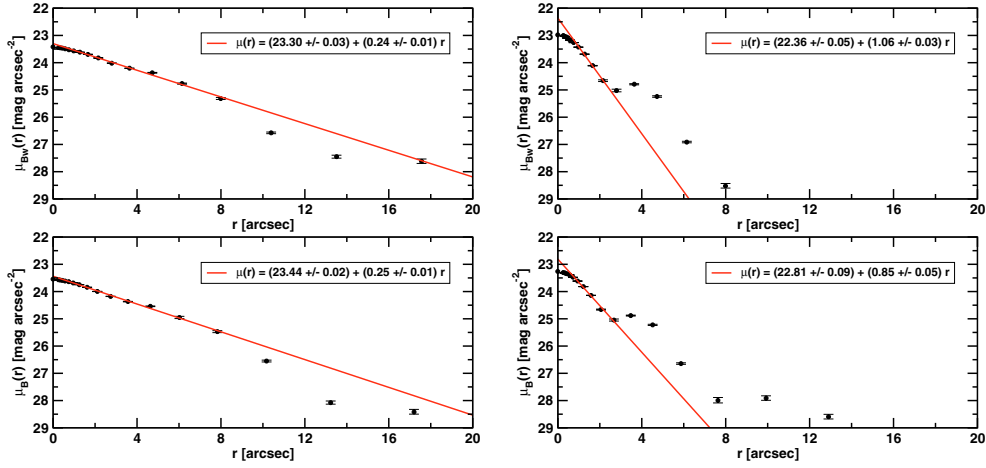 22
23
24
25
26
27
28
29
μBw(r) [mag arcsec-2]
μ(r) = (23.30 +/- 0.03) + (0.24 +/- 0.01) r
0 4 8 12 16 20
r [arcsec]
22
23
24
25
26
27
28
29
μBw(r) [mag arcsec-2]
μ(r) = (22.36 +/- 0.05) + (1.06 +/- 0.03) r
0 4 8 12 16 20
r [arcsec]
22
23
24
25
26
27
28
29
μB(r) [mag arcsec-2]
μ(r) = (23.44 +/- 0.02) + (0.25 +/- 0.01) r
0 4 8 12 16 20
r [arcsec]
22
23
24
25
26
27
28
29
μB(r) [mag arcsec-2]
μ(r) = (22.81 +/- 0.09) + (0.85 +/- 0.05) r
0 4 8 12 16 20
r [arcsec]